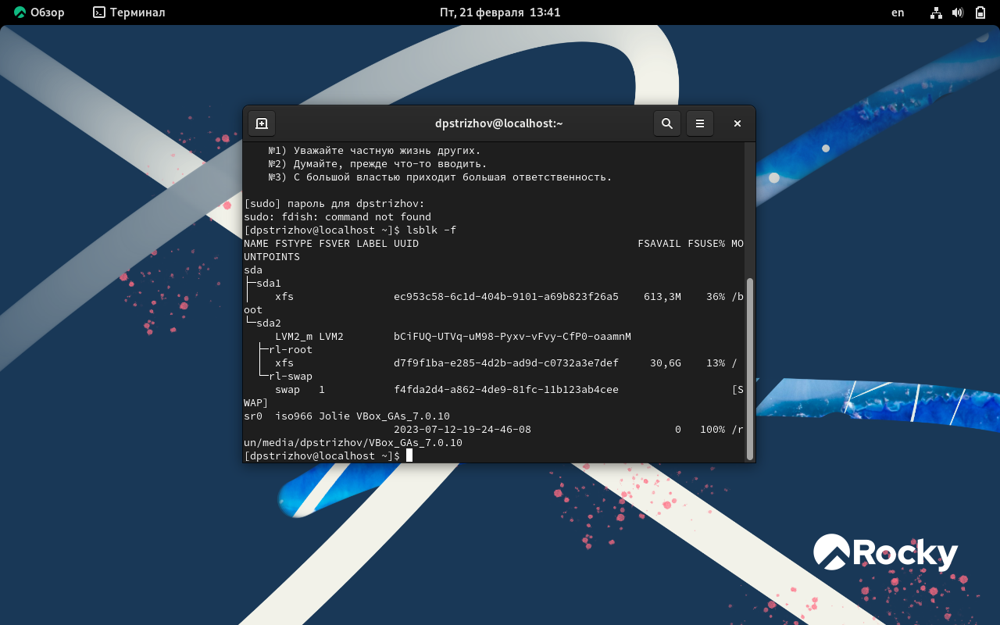 Обзор
Терминал
Пт, 21 февраля 13:41
en
dpstrizhov@localhost:~
№1) Уважайте частную жизнь других.
№2) Думайте, прежде что-то вводить.
№3) С большой властью приходит большая ответственность.
[sudo] пароль для dpstrizhov:
sudo: fdish: command not found
[dpstrizhov@localhost ~]$ lsblk -f
NAME FSTYPE FSVER LABEL UUID                                   FSAVAIL FSUSE% MO
UNTPOINTS
sda
├─sda1
│    xfs                ec953c58-6c1d-404b-9101-a69b823f26a5    613,3M    36% /b
oot
└─sda2
     LVM2_m LVM2        bCiFUQ-UTVq-uM98-Pyxv-vFvy-CfP0-oaamnM
  ├─rl-root
  │  xfs                d7f9f1ba-e285-4d2b-ad9d-c0732a3e7def     30,6G    13% /
  └─rl-swap
     swap   1           f4fda2d4-a862-4de9-81fc-11b123ab4cee                  [S
WAP]
sr0  iso966 Jolie VBox_GAs_7.0.10
                        2023-07-12-19-24-46-08                       0   100% /r
un/media/dpstrizhov/VBox_GAs_7.0.10
[dpstrizhov@localhost ~]$
Rocky